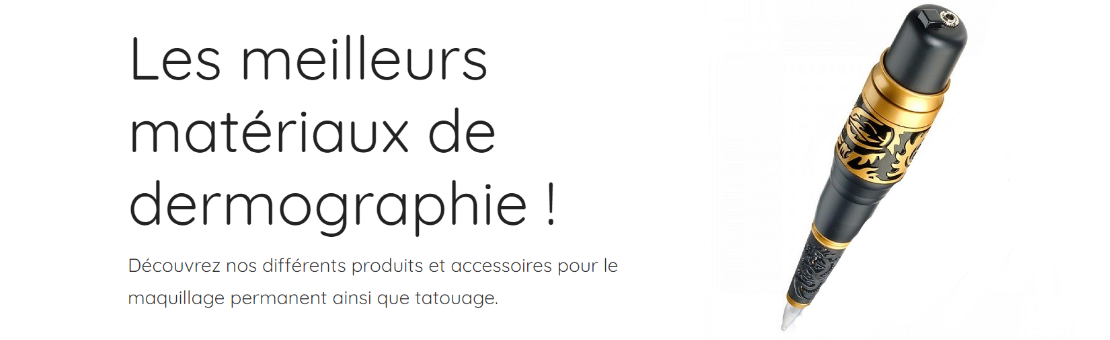 Les meilleurs
matériaux de
dermographie !
Découvrez nos différents produits et accessoires pour le
maquillage permanent ainsi que tatouage.